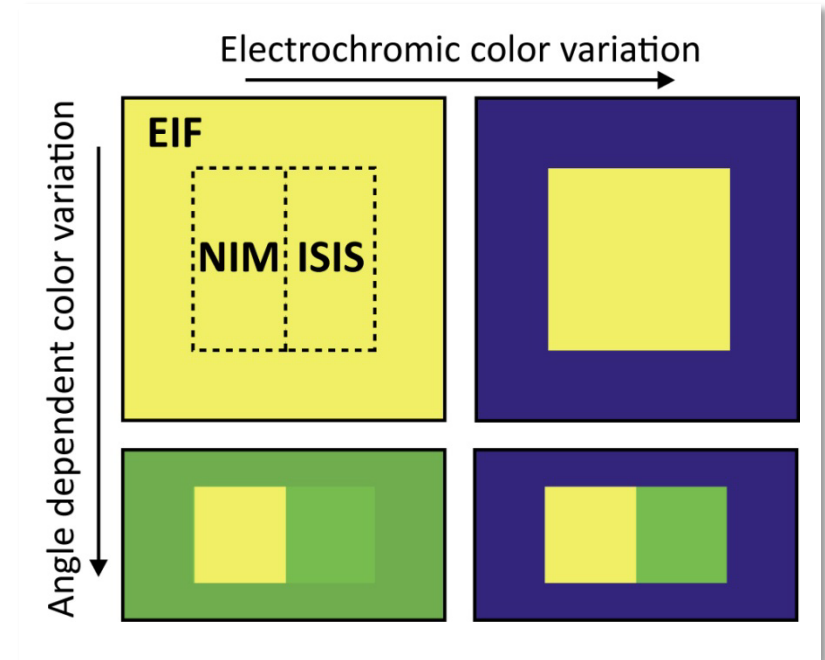 Electrochromic color variation
Angle dependent color variation
EIF
NIM ISIS